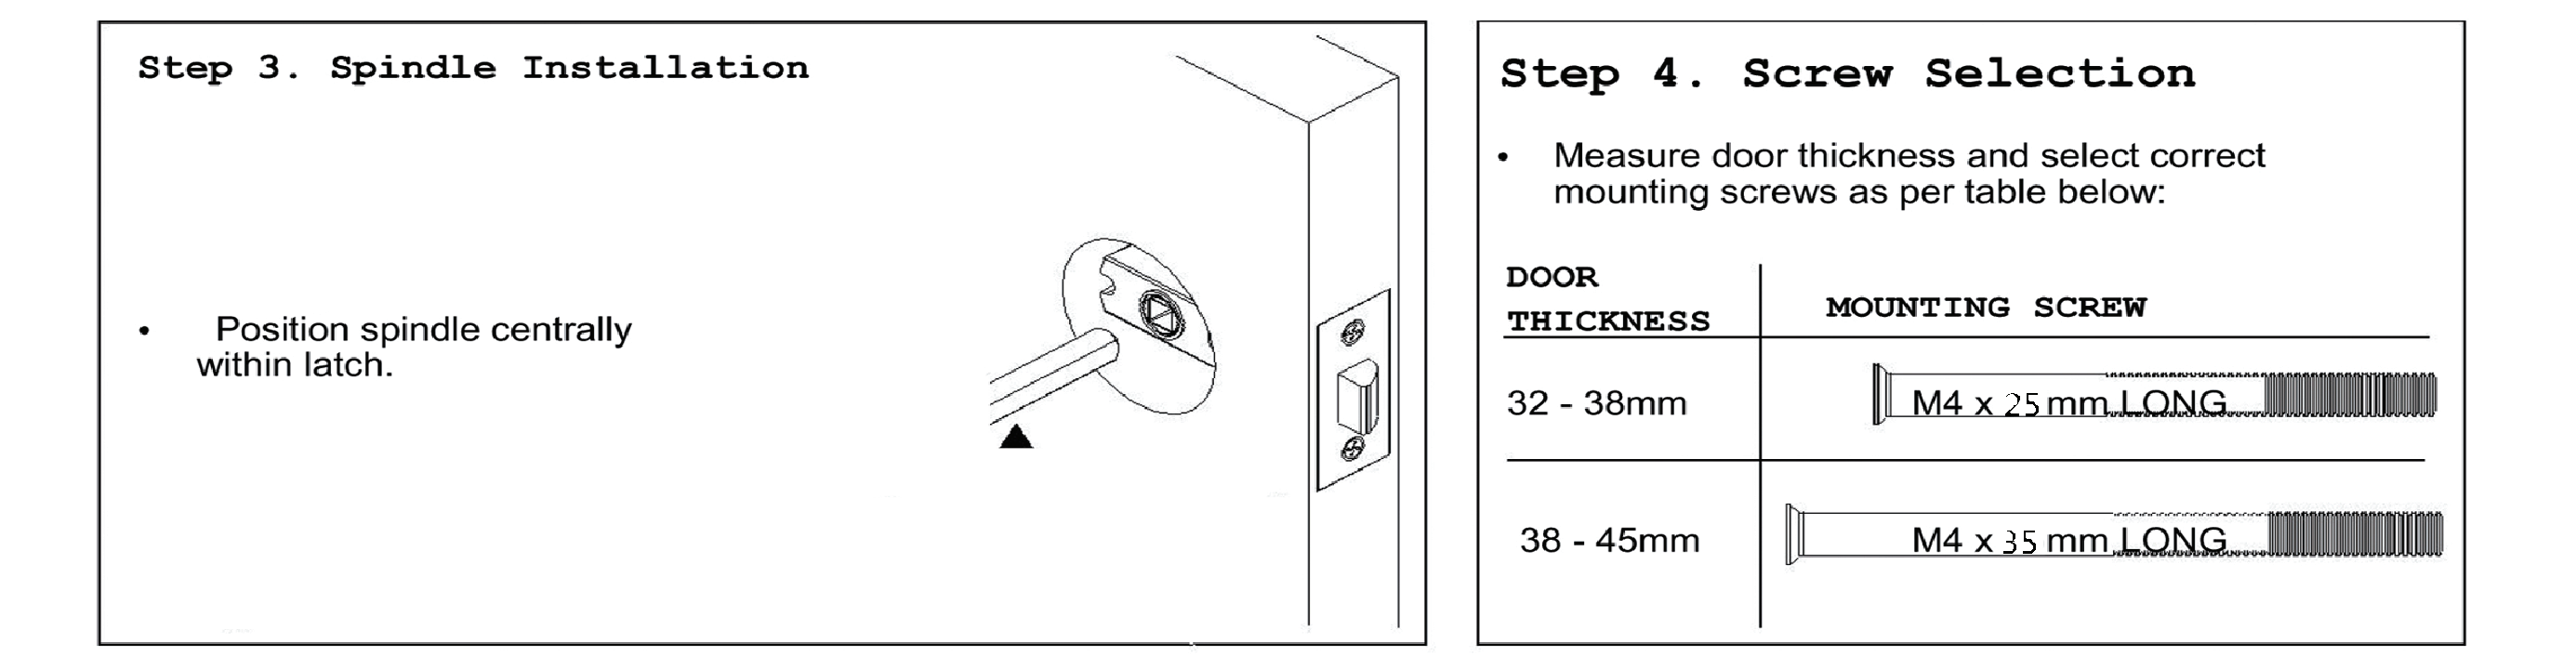 Step 3. Spindle Installation
• Position spindle centrally
within latch.
Step 4. Screw Selection
• Measure door thickness and select correct
mounting screws as per table below:
DOOR
THICKNESS
MOUNTING SCREW
32 - 38mm
M4 x 25 mm LONG
38 - 45mm
M4 x 35 mm LONG